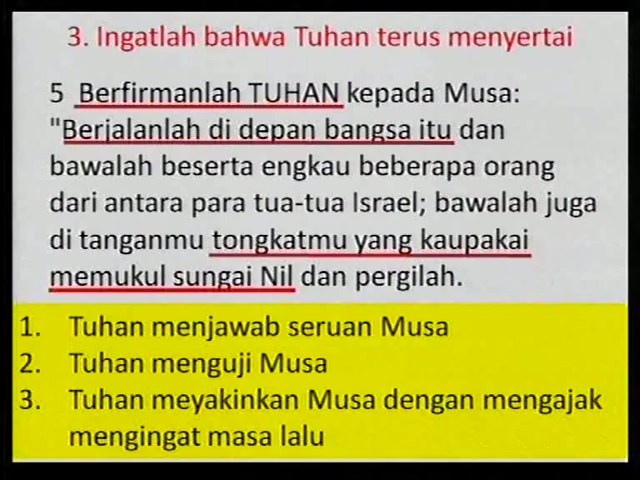 3. Ingatlah bahwa Tuhan terus menyertai
5 Berfirmanlah TUHAN kepada Musa:
"Berjalanlah di depan bangsa itu dan
bawalah beserta engkau beberapa orang
dari antara para tua-tua Israel; bawalah juga
di tanganmu tongkatmu yang kaupakai
memukul sungai Nil dan pergilah.
1. Tuhan menjawab seruan Musa
2. Tuhan menguji Musa
3. Tuhan meyakinkan Musa dengan mengajak
mengingat masa lalu